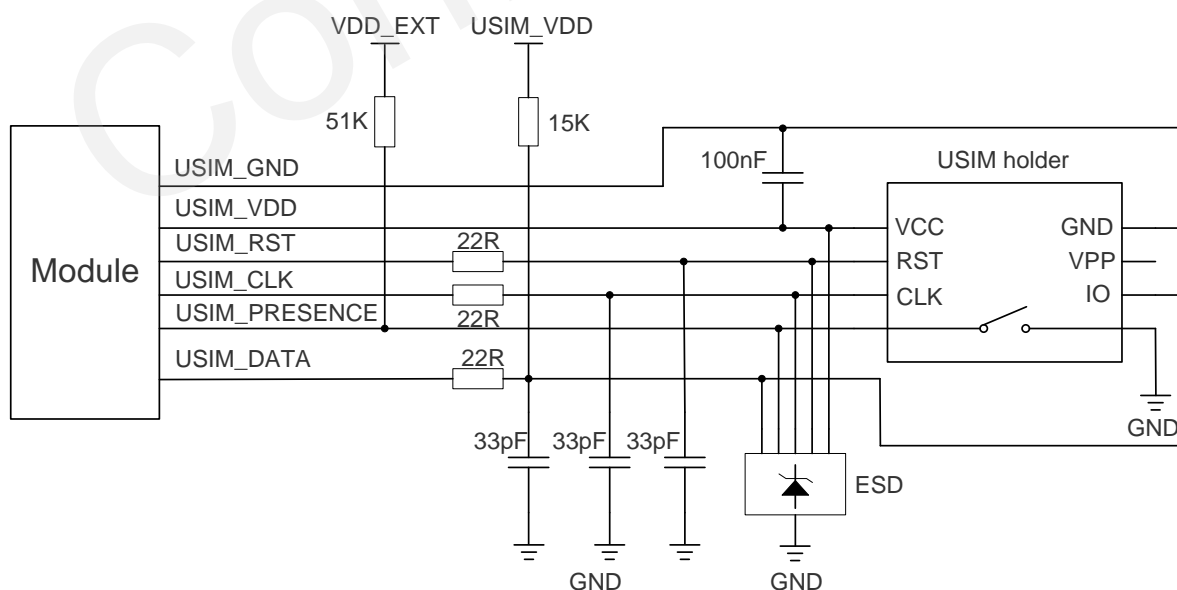 VDD_EXT USIM_VDD
51K 15K
100nF USIM holder
USIM_GND
USIM_VDD
VCC GND
USIM_RST 22R
RST VPP
Module
USIM_CLK
CLK IO
USIM_PRESENCE 22R
USIM_DATA 22R
GND
33pF 33pF 33pF
ESD
GND GND